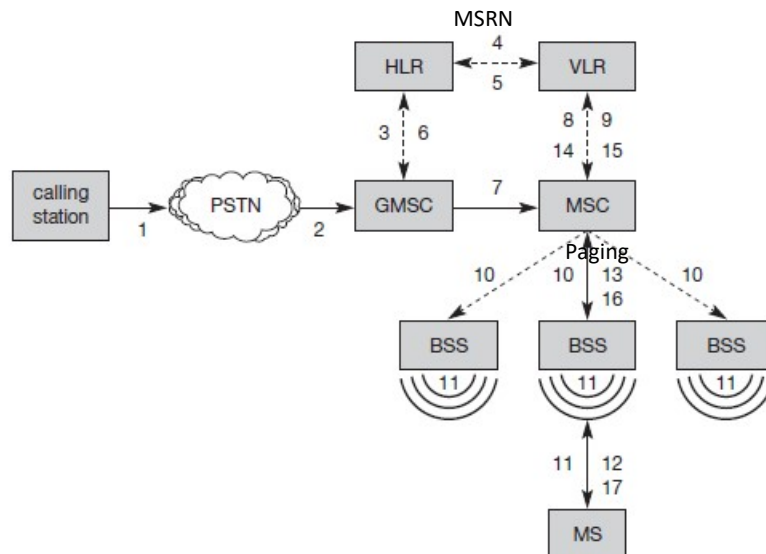 MSRN
4
HLR
VLR
5
3 6
8 9
14 15
calling
station
PSTN
GMSC
7
MSC
1
2
Paging
10
10 13
10
16
BSS
BSS
BSS
11
11
11
11 12
17
MS